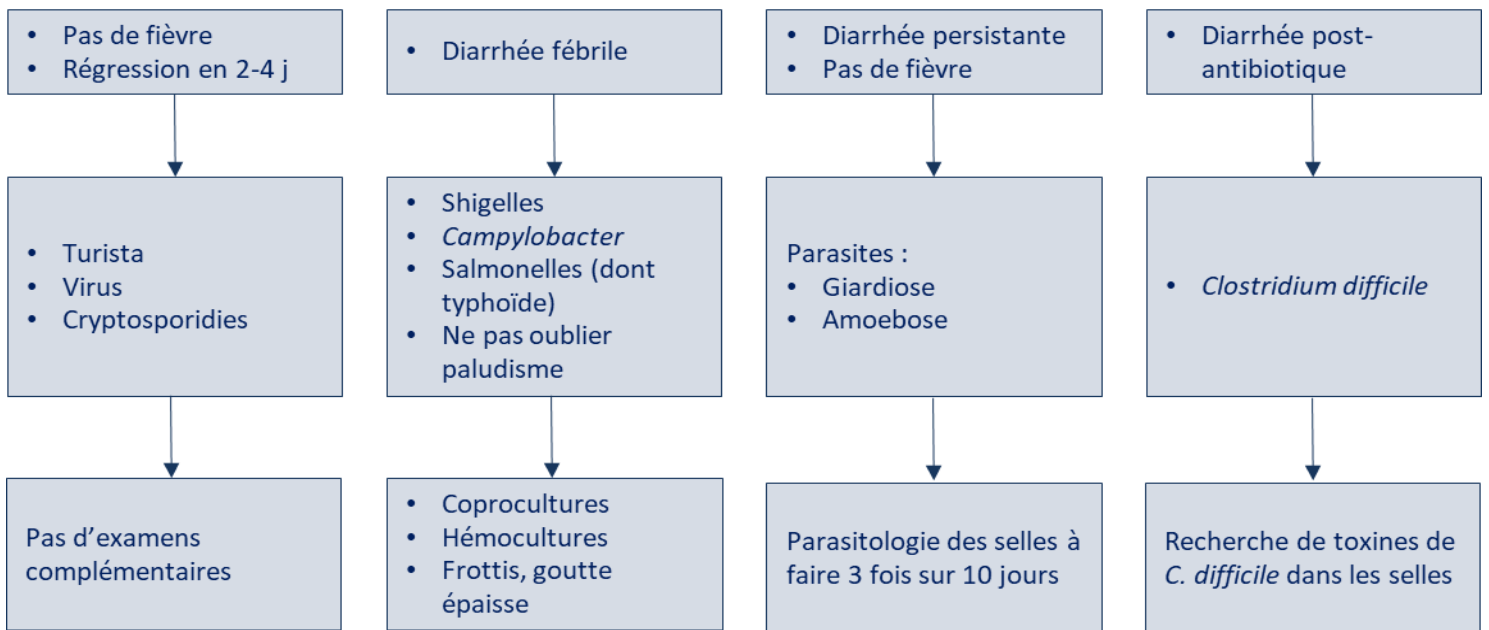 • Pas de fièvre
• Régression en 2-4 j
• Diarrhée fébrile
• Diarrhée persistante
• Pas de fièvre
• Diarrhée post-
antibiotique
• Turista
• Virus
• Cryptosporidies
• Shigelles
• Campylobacter
• Salmonelles (dont
typhoïde)
• Ne pas oublier
paludisme
Parasites :
• Giardiose
• Amoebose
• Clostridium difficile
Pas d’examens
complémentaires
• Coprocultures
• Hémocultures
• Frottis, goutte
épaisse
Parasitologie des selles à
faire 3 fois sur 10 jours
Recherche de toxines de
C. difficile dans les selles